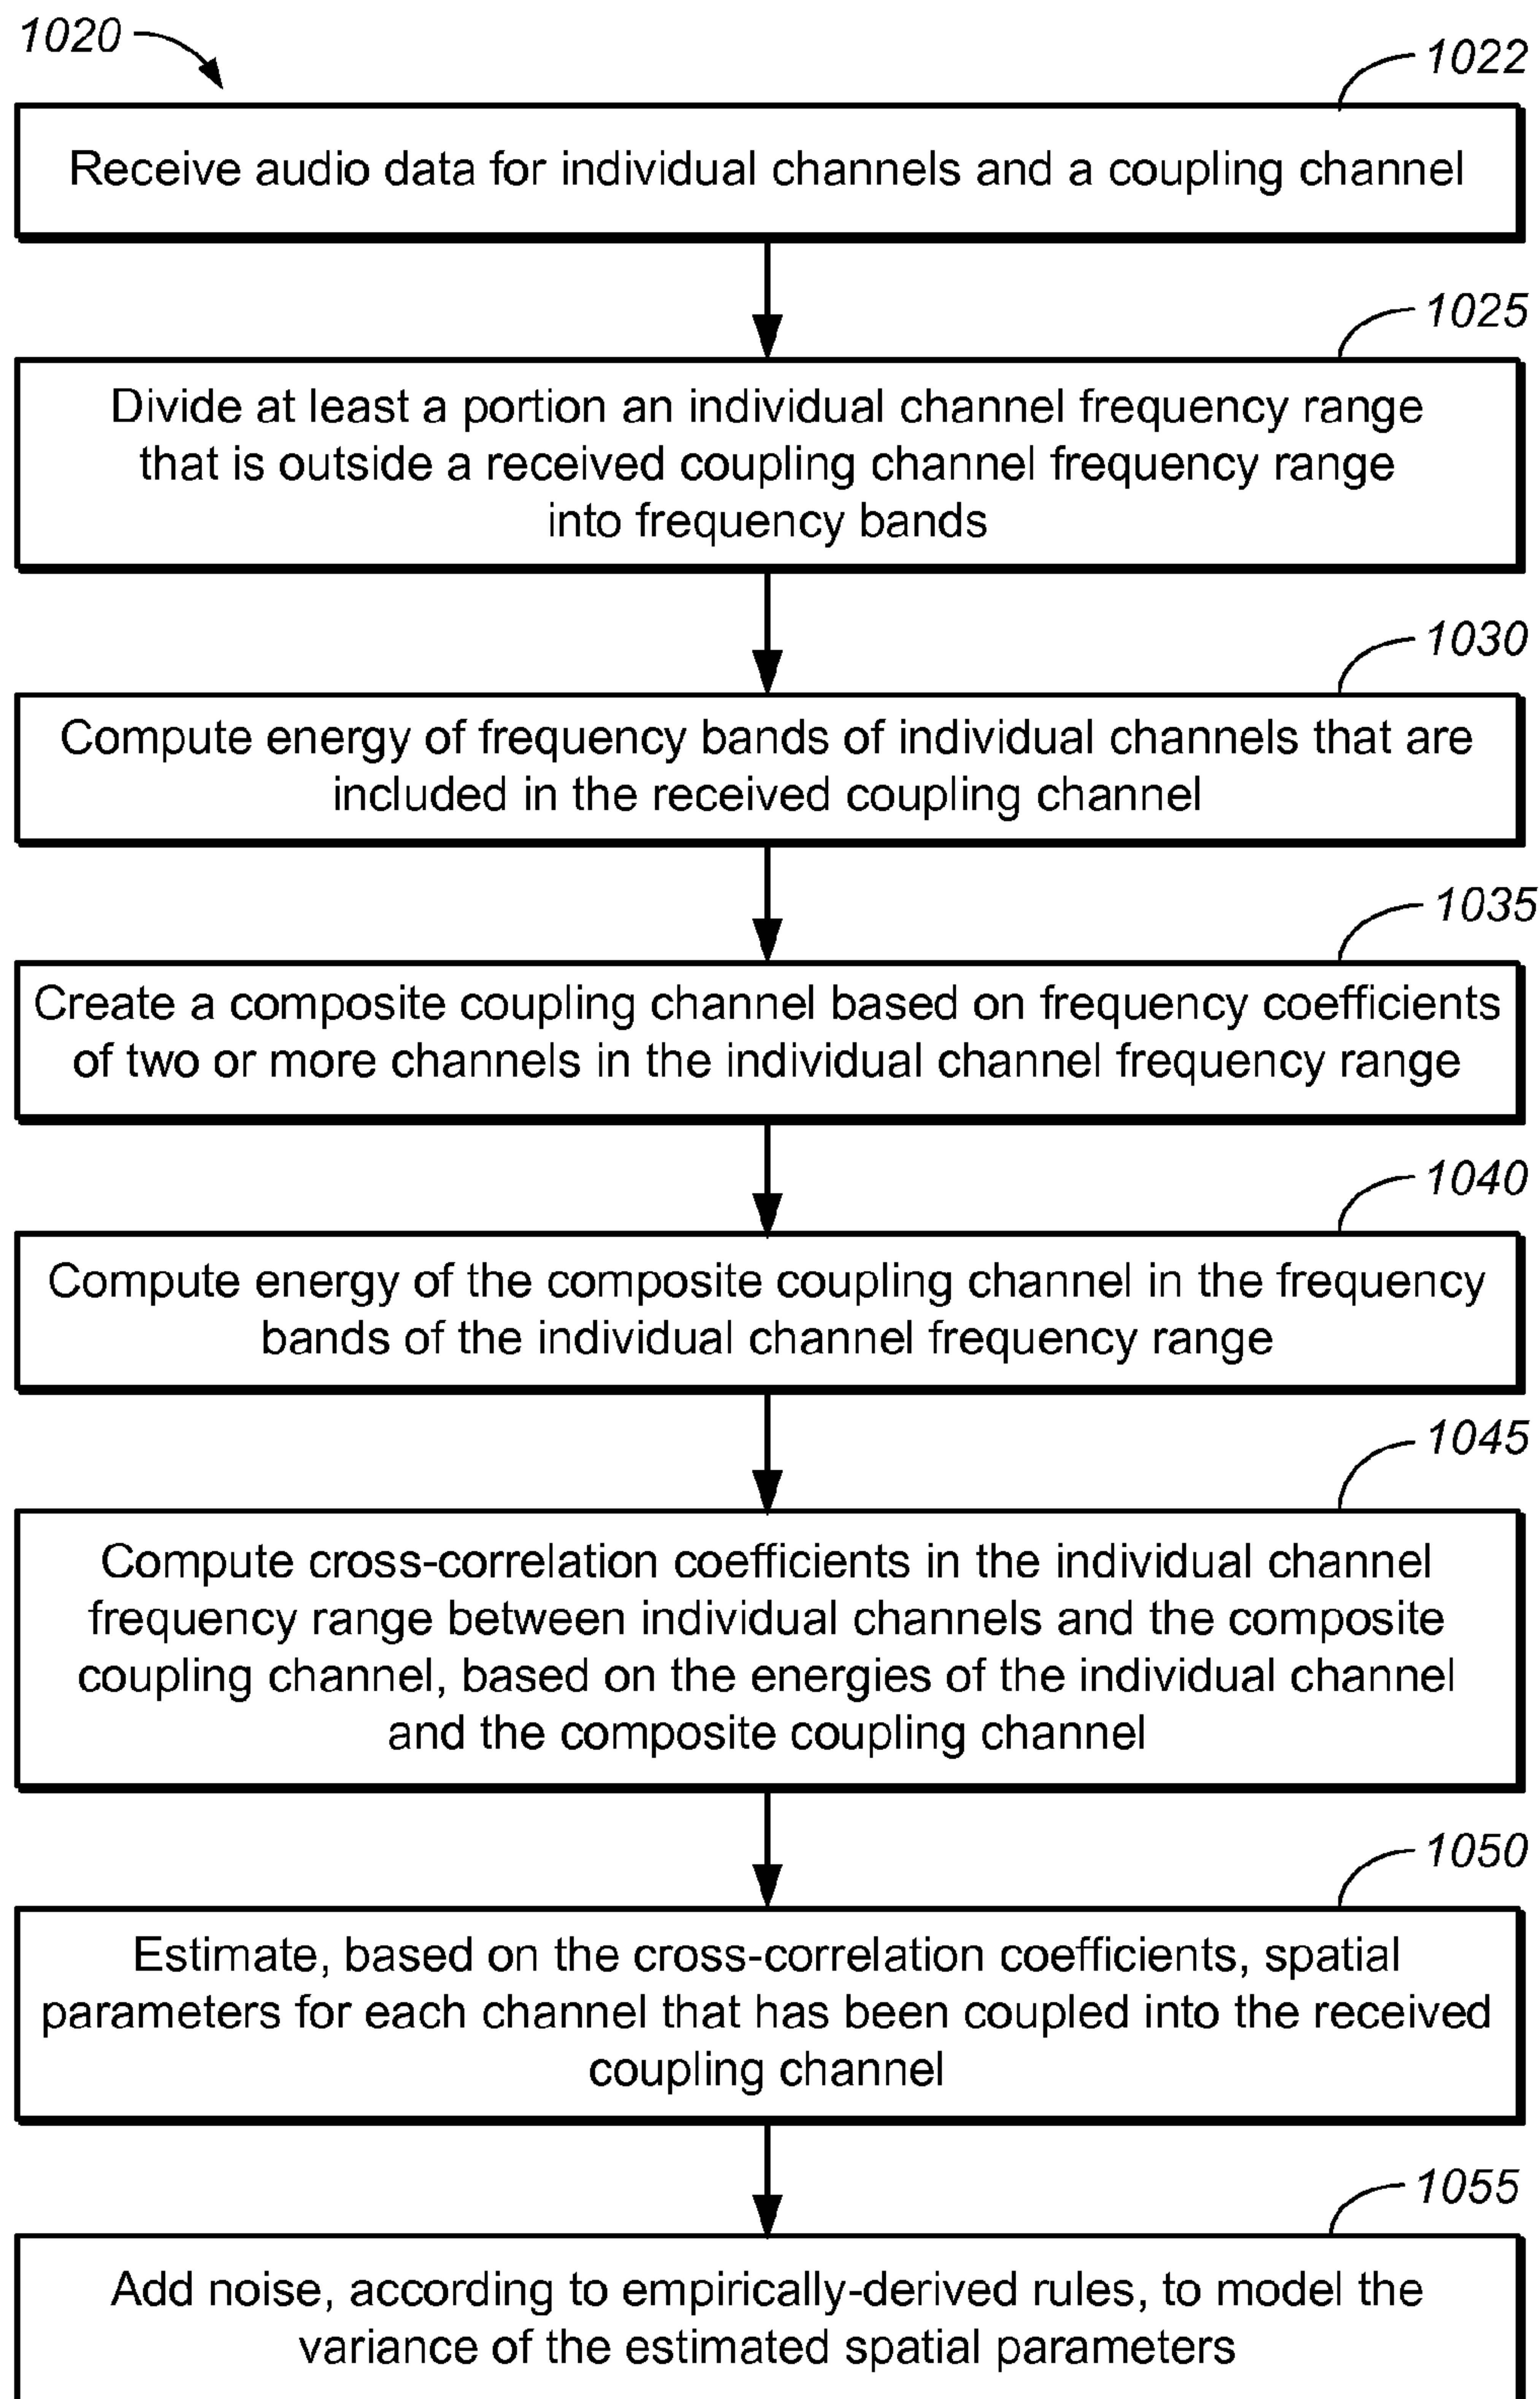 1020
1022
Receive audio data for individual channels and a coupling channel
1025
Divide at least a portion an individual channel frequency range
that is outside a received coupling channel frequency range
into frequency bands
1030
Compute energy of frequency bands of individual channels that are
included in the received coupling channel
1035
Create a composite coupling channel based on frequency coefficients
of two or more channels in the individual channel frequency range
1040
Compute energy of the composite coupling channel in the frequency
bands of the individual channel frequency range
1045
Compute cross-correlation coefficients in the individual channel
frequency range between individual channels and the composite
coupling channel, based on the energies of the individual channel
and the composite coupling channel
1050
Estimate, based on the cross-correlation coefficients, spatial
parameters for each channel that has been coupled into the received
coupling channel
1055
Add noise, according to empirically-derived rules, to model the
variance of the estimated spatial parameters